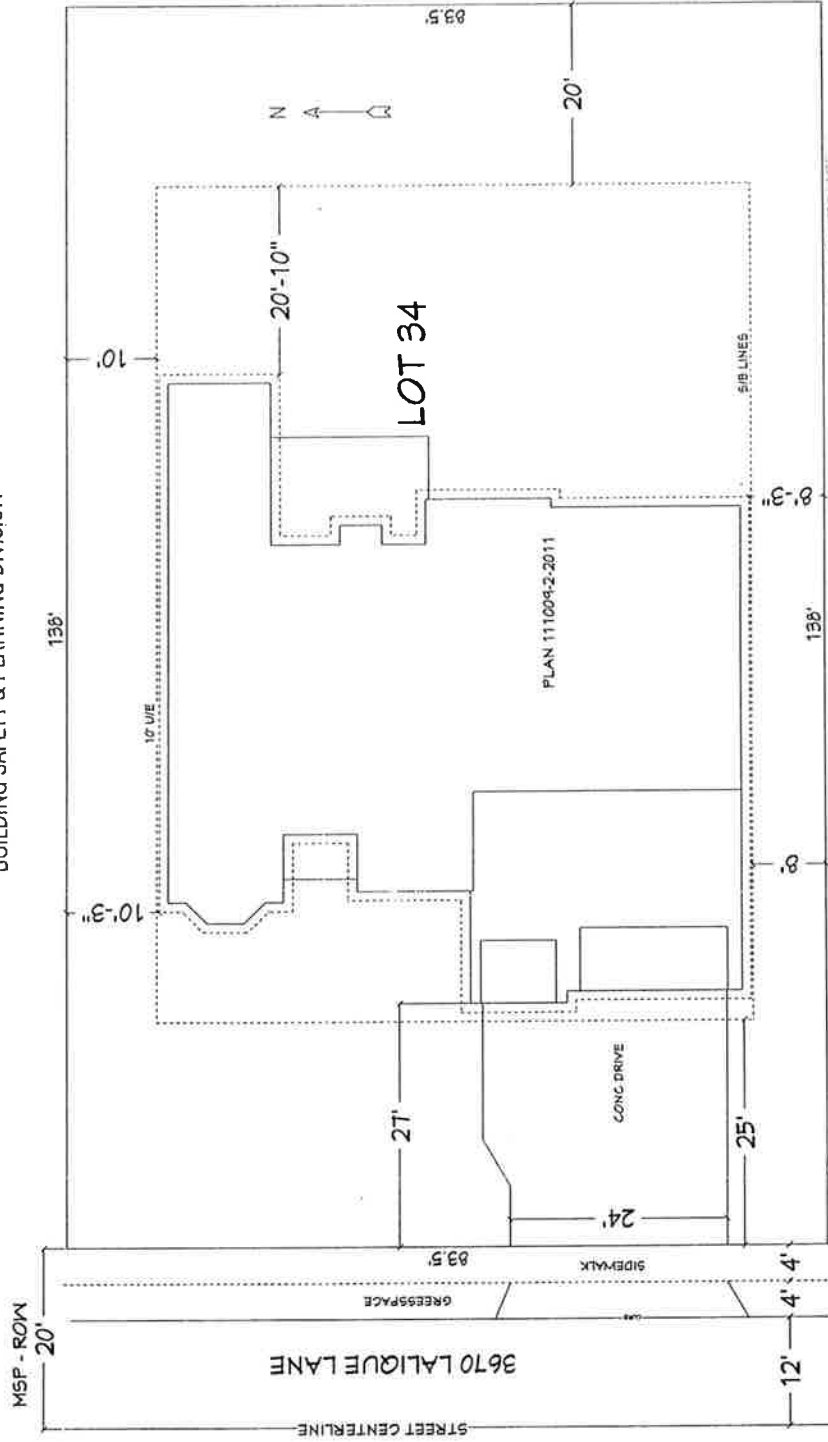 BUILDING SAFETY & PLANNING DIVISION
MSP - ROW
20'
138'
83.5'
10' U/E
10'
10'-3"
N
20'-10"
20'
LOT 34
S/B LINES
PLAN 111009-2-2011
8'-3"
8'
27'
25'
CONC DRIVE
24'
83.5'
SIDEWALK
GREESSPACE
3670 LALIQUE LANE
STREET CENTERLINE
12'
4'
4'
138'